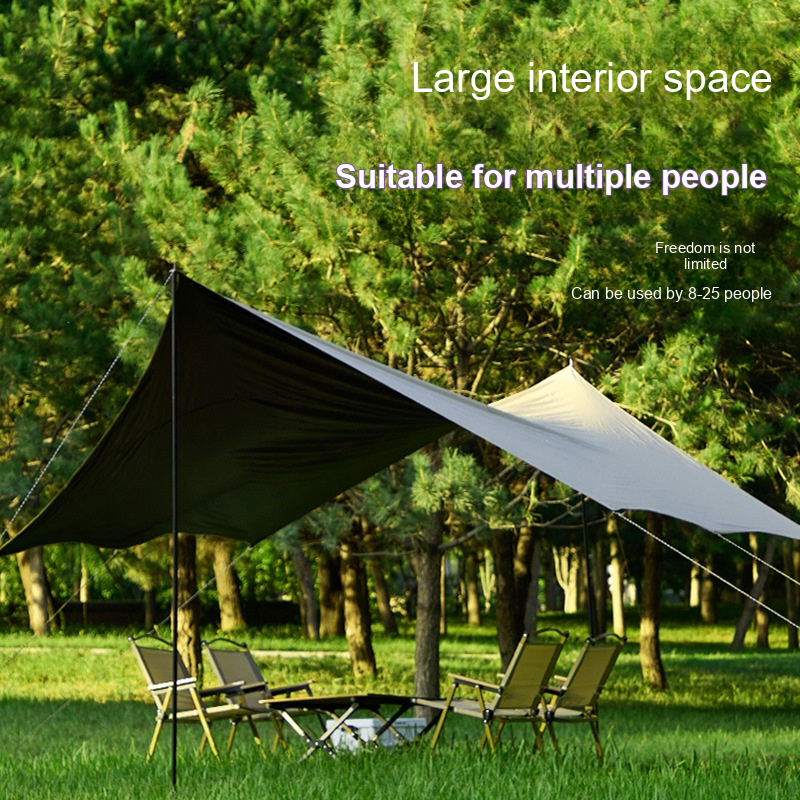 Large interior space
Suitable for multiple people
Freedom is not
limited
Can be used by 8-25 people